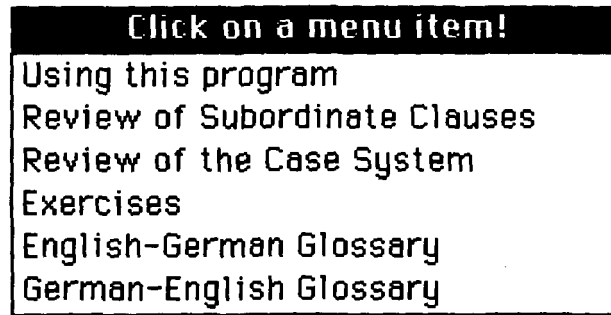 Click on a menu item!
Using this program
Review of Subordinate Clauses
Review of the Case System
Exercises
English-German Glossary
German-English Glossary